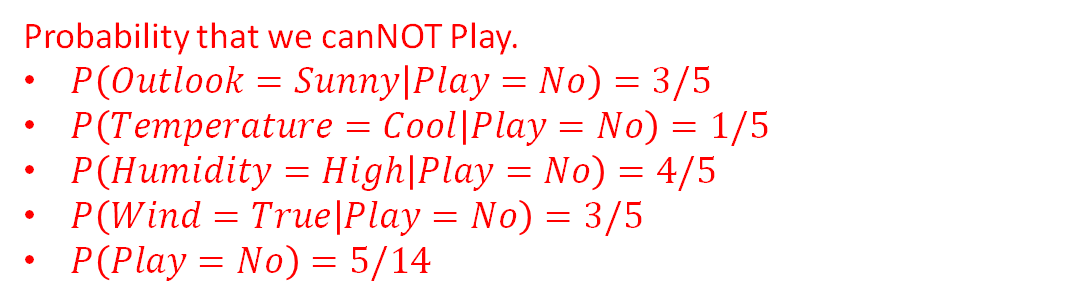 Probability that we canNOT Play.
• P(Outlook = Sunny|Play = No) = 3/5
• P(Temperature = Cool|Play = No) = 1/5
• P(Humidity = High|Play = No) = 4/5
• P(Wind = True|Play = No) = 3/5
• P(Play = No) = 5/14